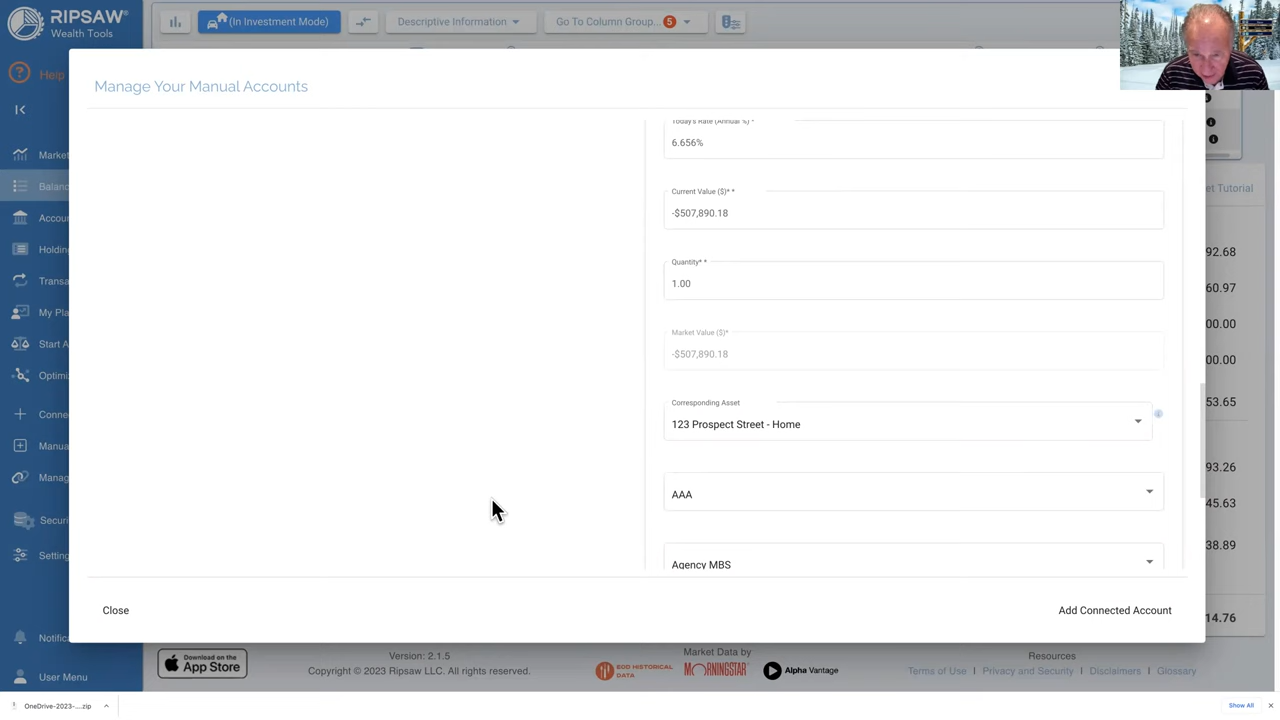 RIPSAW
Wealth Tools
(In Investment Mode)
Descriptive Information
Go To Column Group... 5
Help
Manage Your Manual Accounts
Today's Rate (Annual %) *
6.656%
Current Value ($)* *
-$507,890.18
Quantity* *
1.00
Market Value ($)*
-$507,890.18
Corresponding Asset
123 Prospect Street - Home
AAA
Agency MBS
Close
Add Connected Account
Market
Balanc
Accou
Holding
Transa
My Pla
Start A
Optimi
Conne
Manua
Manag
Securi
Setting
Notific
User Menu
et Tutorial
92.68
60.97
00.00
00.00
53.65
93.26
45.63
38.89
14.76
Download on the
App Store
Version: 2.1.5
Copyright © 2023 Ripsaw LLC. All rights reserved.
Market Data by
EOD HISTORICAL
DATA
MORNINGSTAR
Alpha Vantage
Resources
Terms of Use | Privacy and Security | Disclaimers | Glossary
OneDrive-2023-....zip
Show All